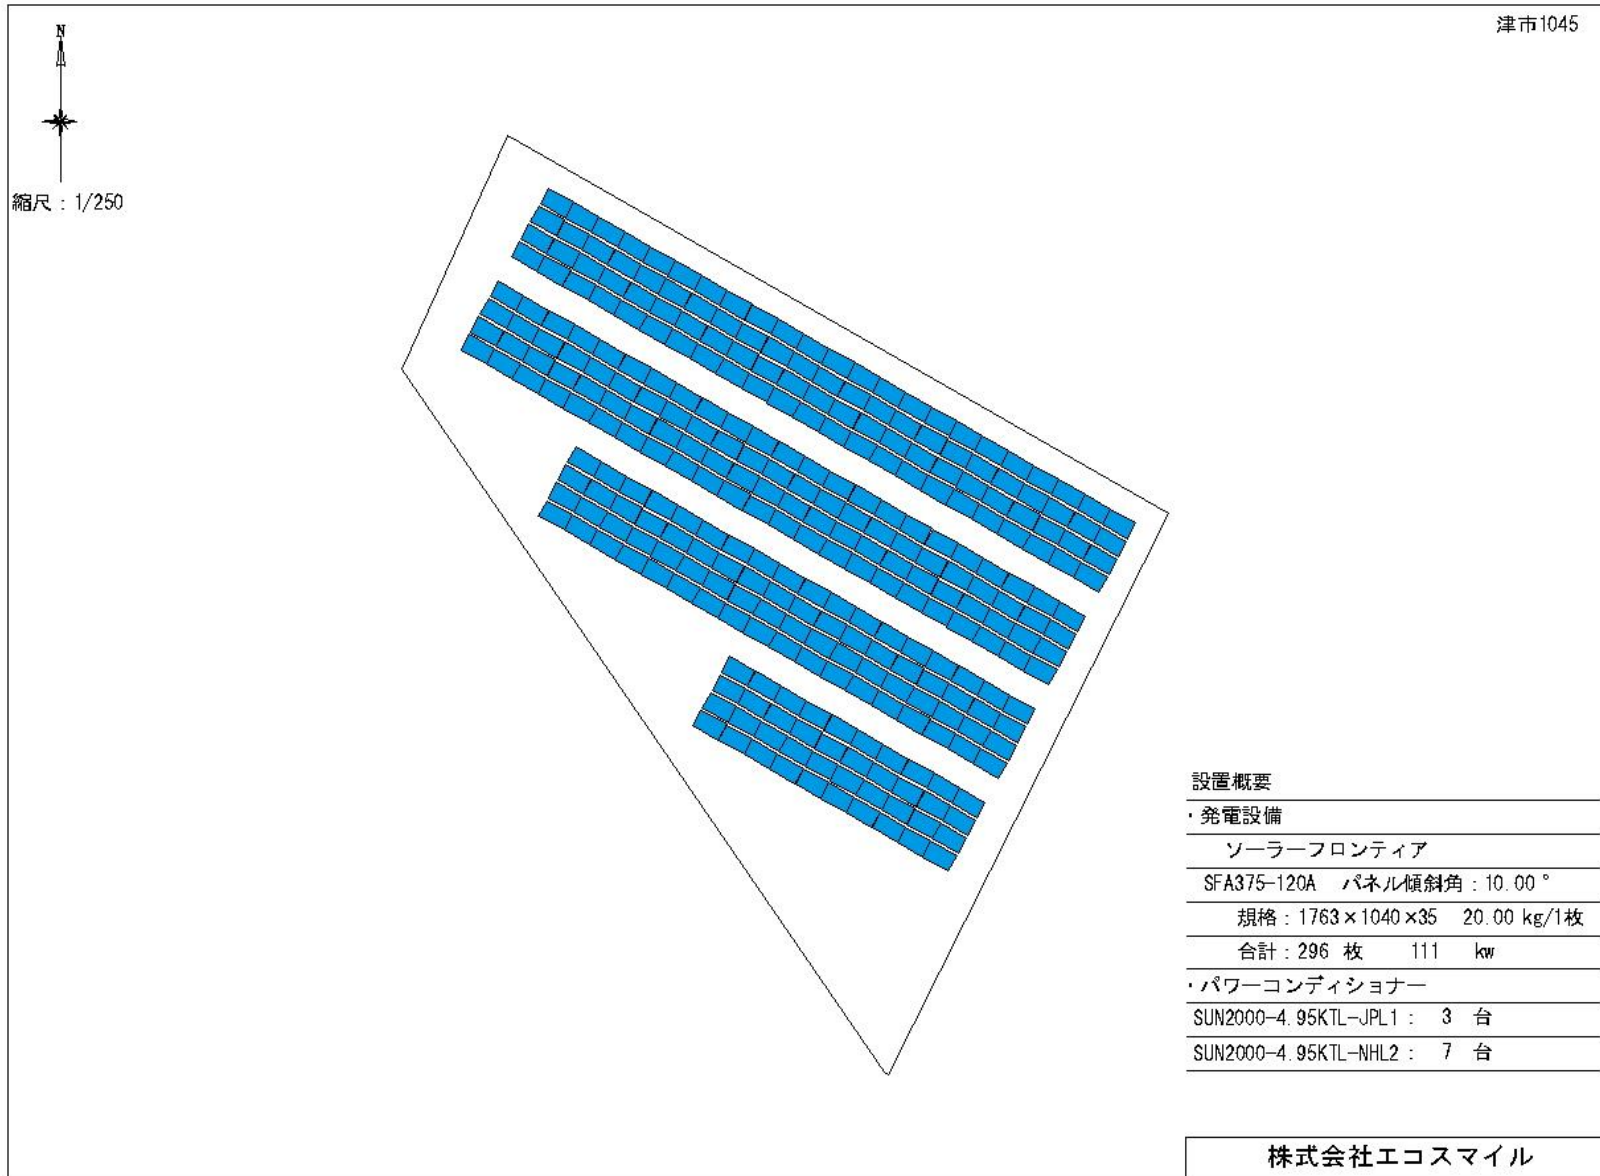 津市1045
N
縮尺：1/250
設置概要
・発電設備
ソーラーフロンティア
SFA375-120A パネル傾斜角：10.00°
規格：1763×1040×35 20.00 kg/1枚
合計：296 枚 111 kw
・パワーコンディショナー
SUN2000-4.95KTL-JPL1： 3 台
SUN2000-4.95KTL-NHL2： 7 台
株式会社エコスマイル